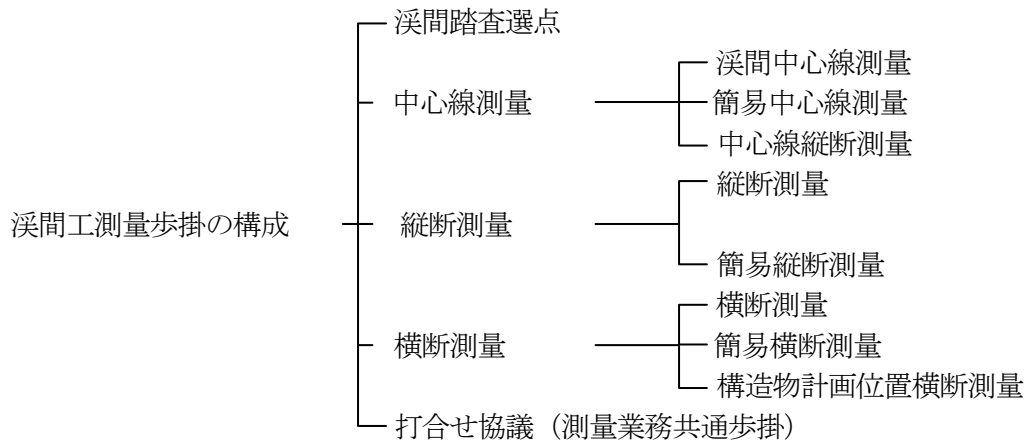 渓間踏査選点
渓間中心線測量
中心線測量
簡易中心線測量
中心線縦断測量
縦断測量
渓間工測量歩掛の構成
縦断測量
簡易縦断測量
横断測量
横断測量
簡易横断測量
構造物計画位置横断測量
打合せ協議（測量業務共通歩掛）